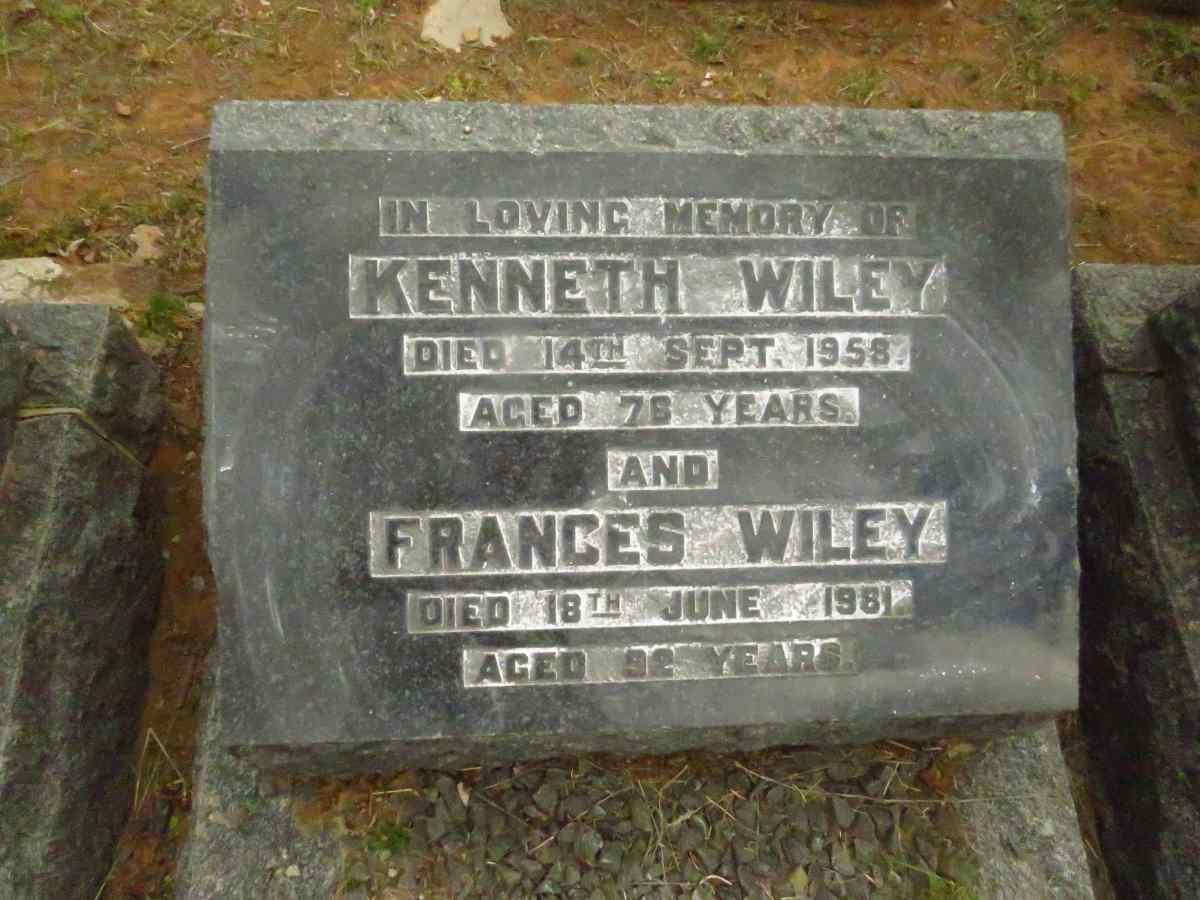 IN LOVING MEMORY OF
KENNETH WILEY
DIED 14TH SEPT. 1958.
AGED 76 YEARS.
AND
FRANCES WILEY.
DIED 18TH JUNE 1981.
AGED 92 YEARS.